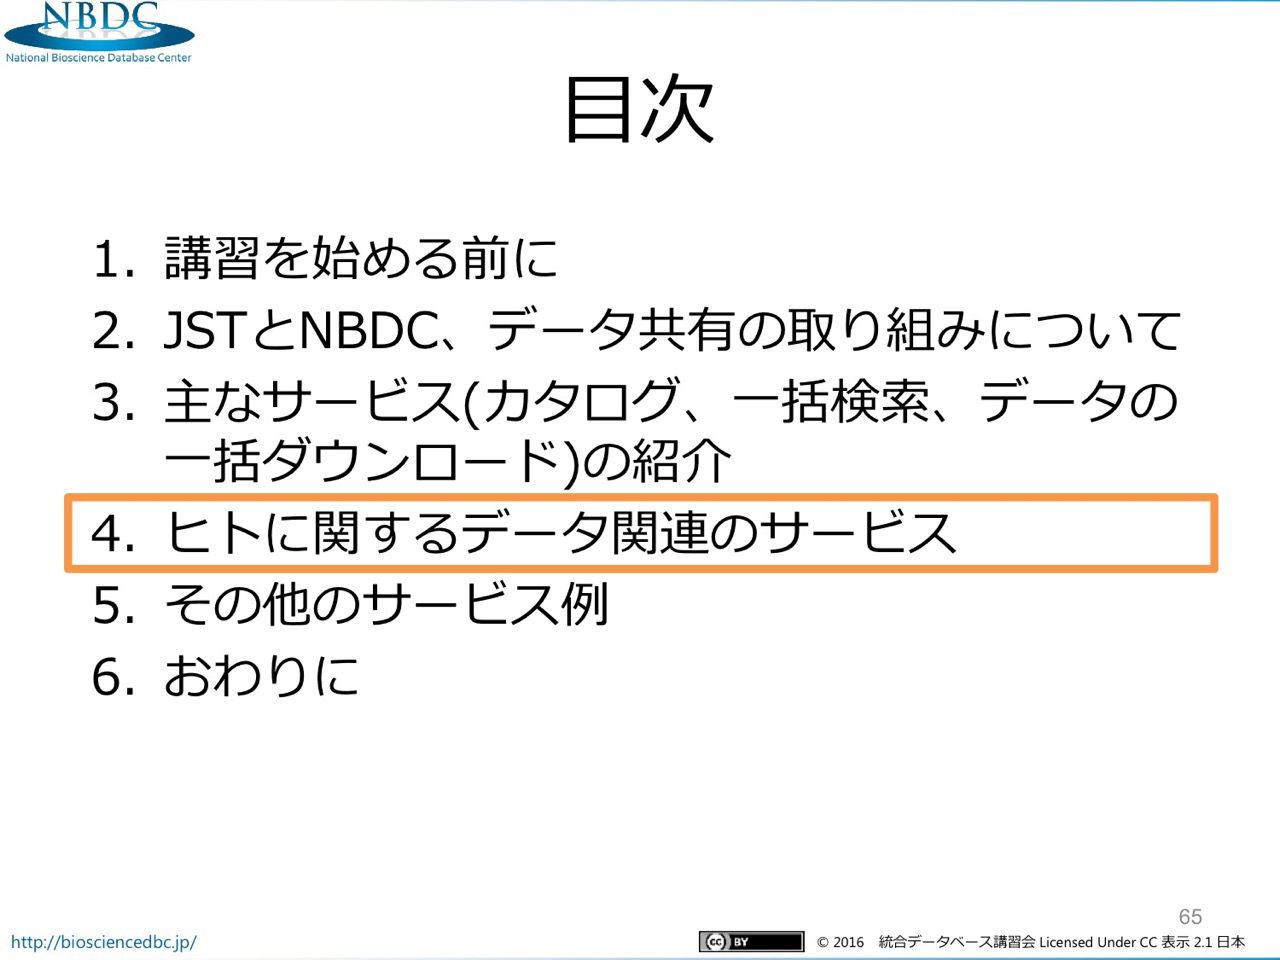 NBDC
National Bioscience Database Center
目次
1. 講習を始める前に
2. JSTとNBDC、データ共有の取り組みについて
3. 主なサービス(カタログ、一括検索、データの
一括ダウンロード)の紹介
4. ヒトに関するデータ関連のサービス
5. その他のサービス例
6. おわりに
65
http://biosciencedbc.jp/
cc BY
© 2016 統合データベース講習会 Licensed Under CC 表示 2.1 日本